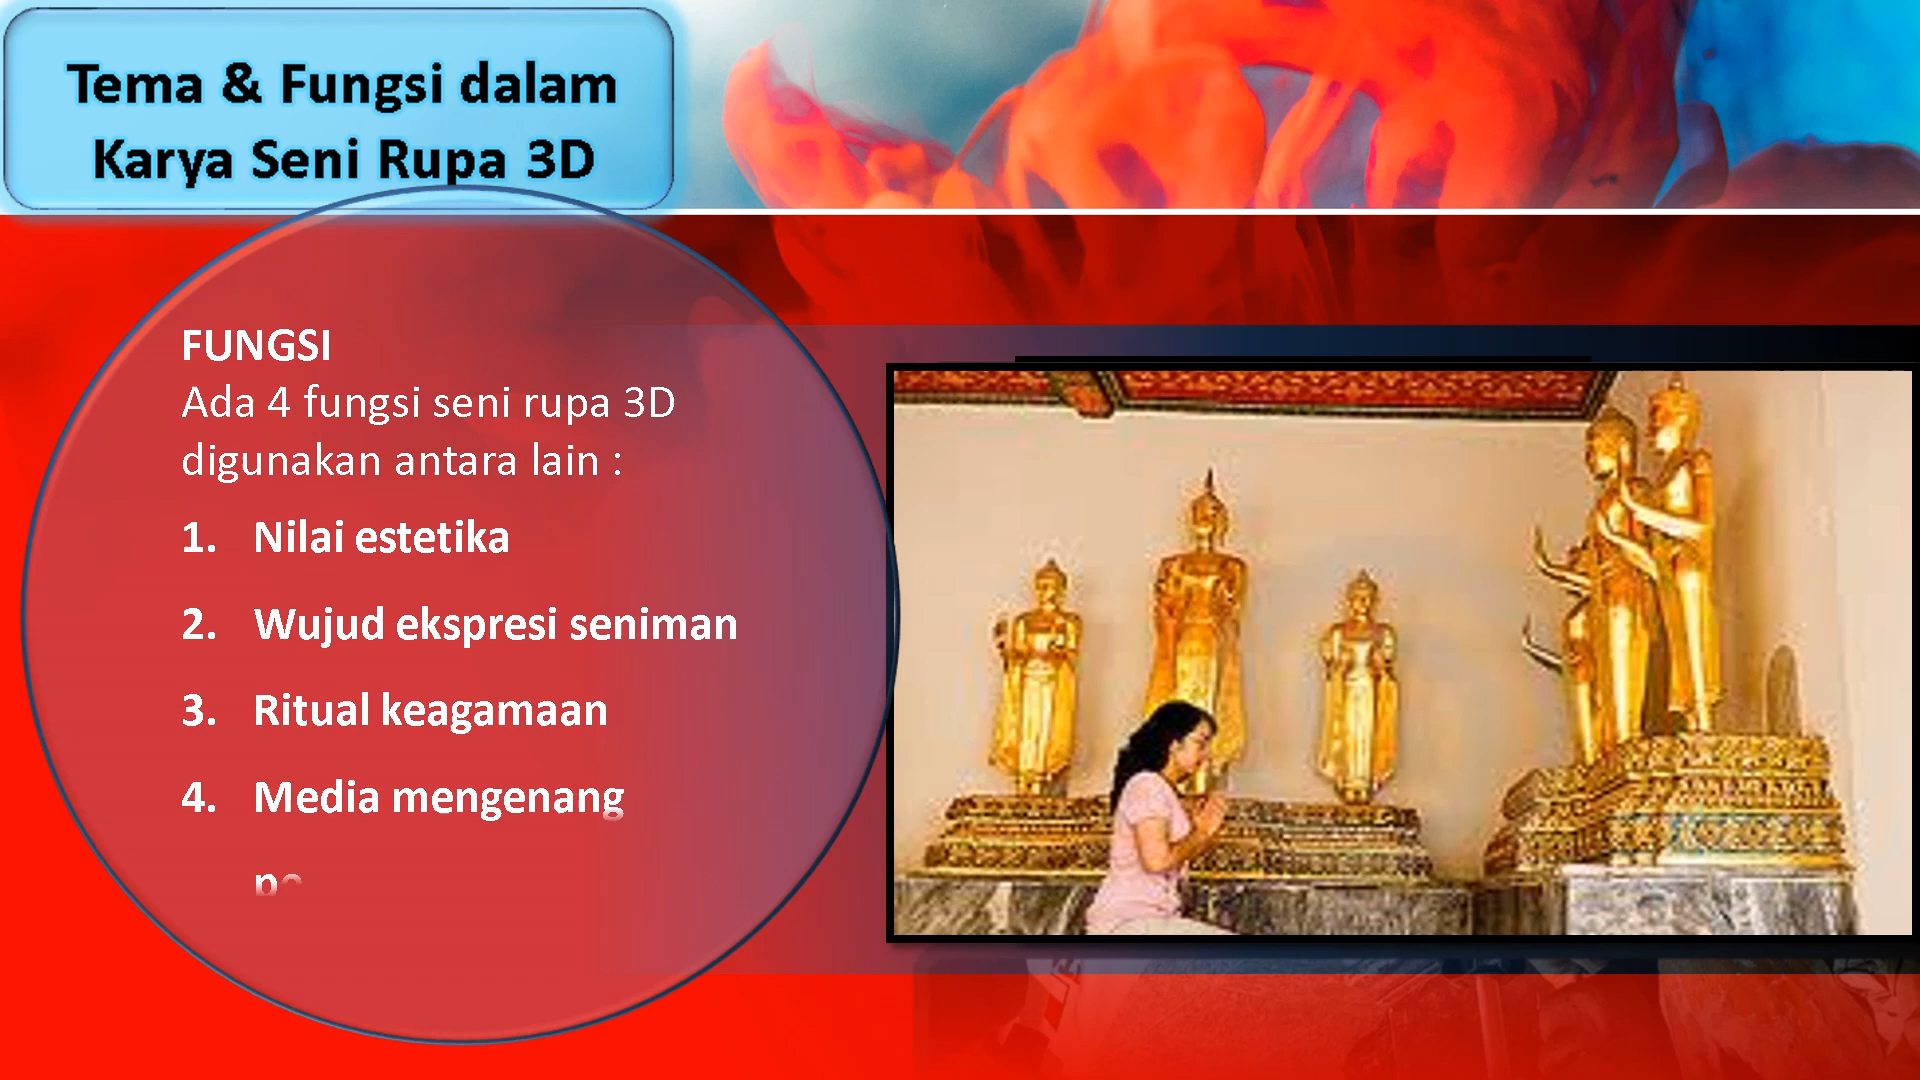 Tema & Fungsi dalam
Karya Seni Rupa 3D
FUNGSI
Ada 4 fungsi seni rupa 3D
digunakan antara lain :
1. Nilai estetika
2. Wujud ekspresi seniman
3. Ritual keagamaan
4. Media mengenang